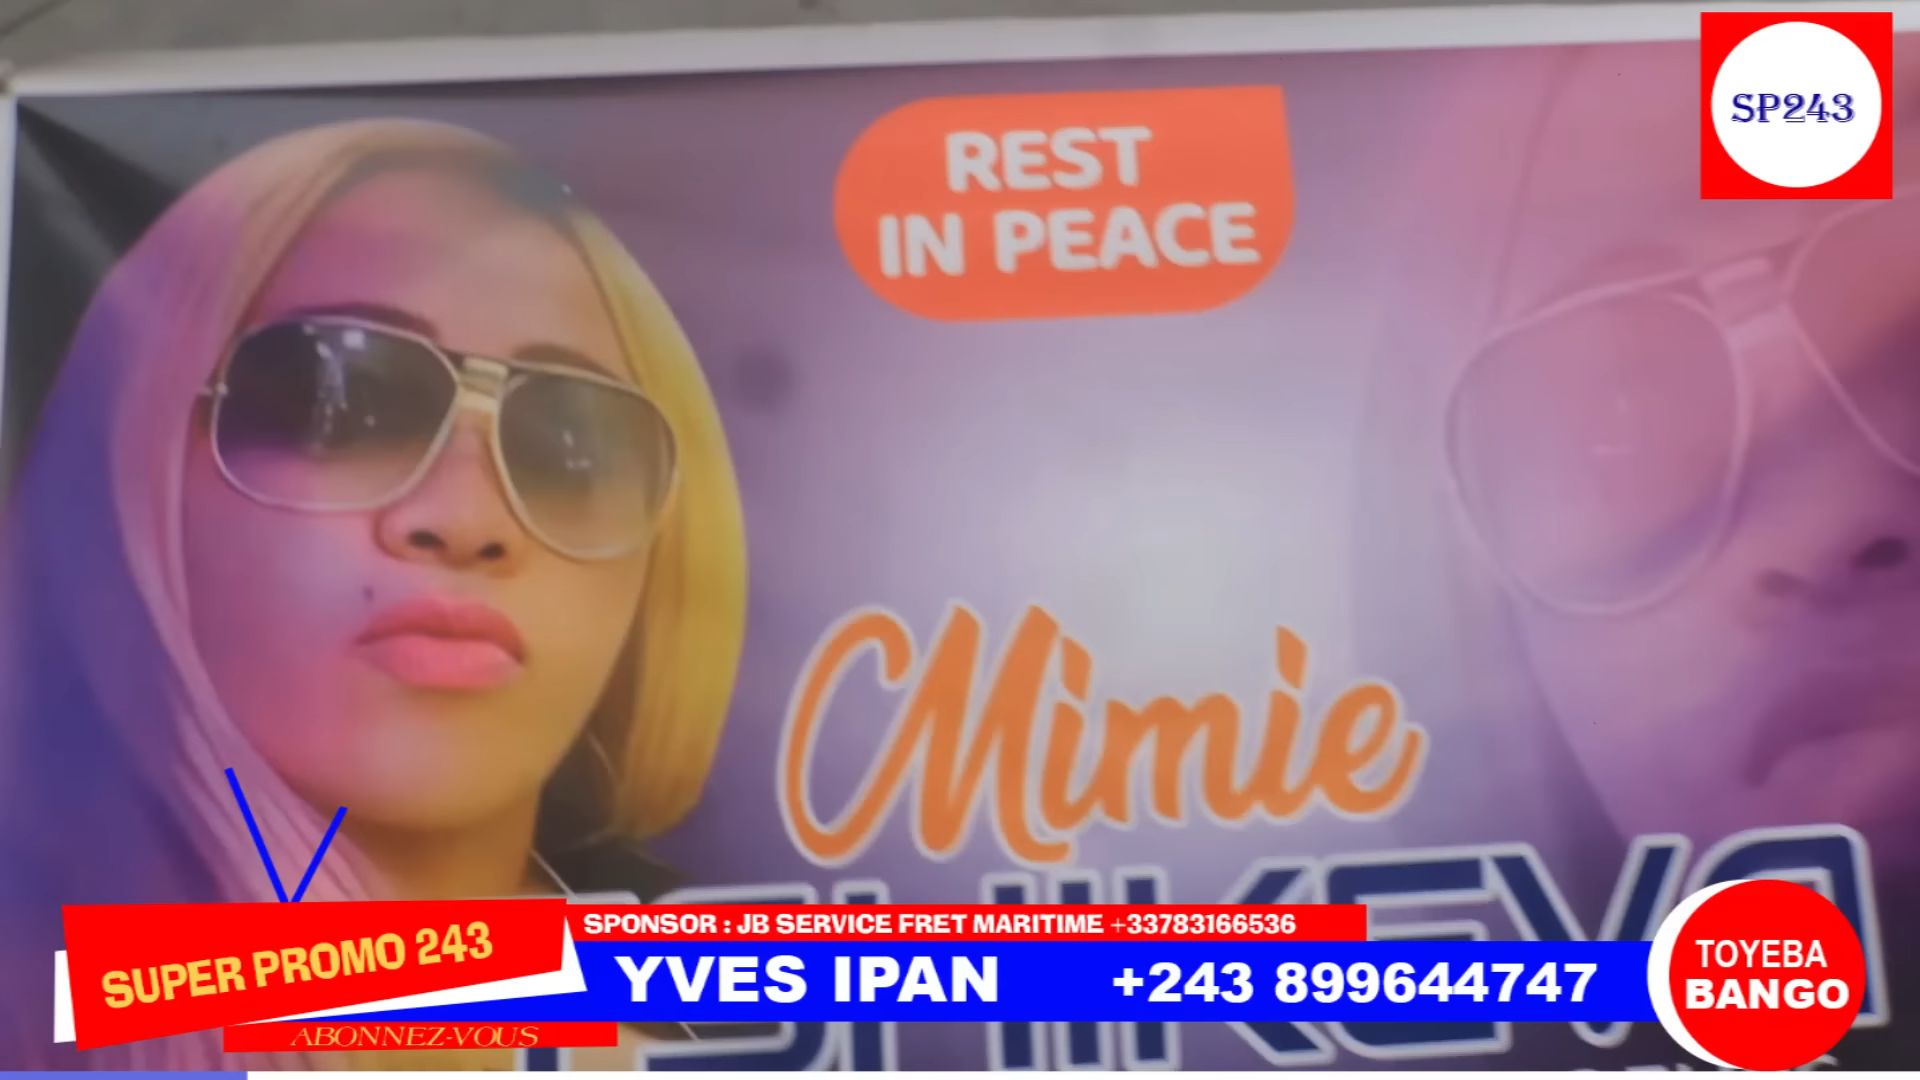 SP243
REST
IN PEACE
Mimie
TSHIKEVA
SPONSOR : JB SERVICE FRET MARITIME +33783166536
SUPER PROMO 243
YVES IPAN +243 899644747
TOYEBA
BANGO
ABONNEZ-VOUS